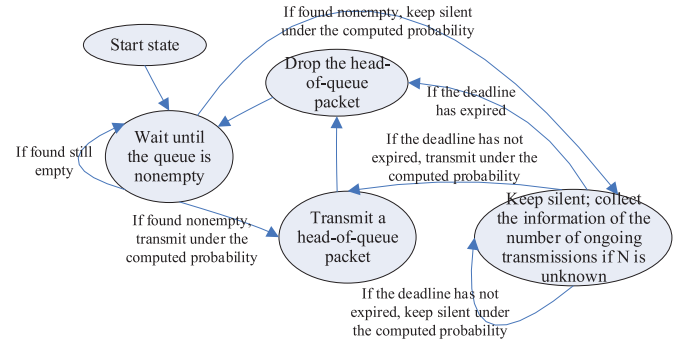 If found nonempty, keep silent
under the computed probability
Start state
Drop the head-
of-queue
packet
If the deadline
has expired
Wait until
the queue is
nonempty
If found still
empty
If the deadline has not
expired, transmit under the
computed probability
If found nonempty,
transmit under the
computed probability
Transmit a
head-of-queue
packet
Keep silent; collect
the information of the
number of ongoing
transmissions if N is
unknown
If the deadline has not
expired, keep silent under
the computed probability